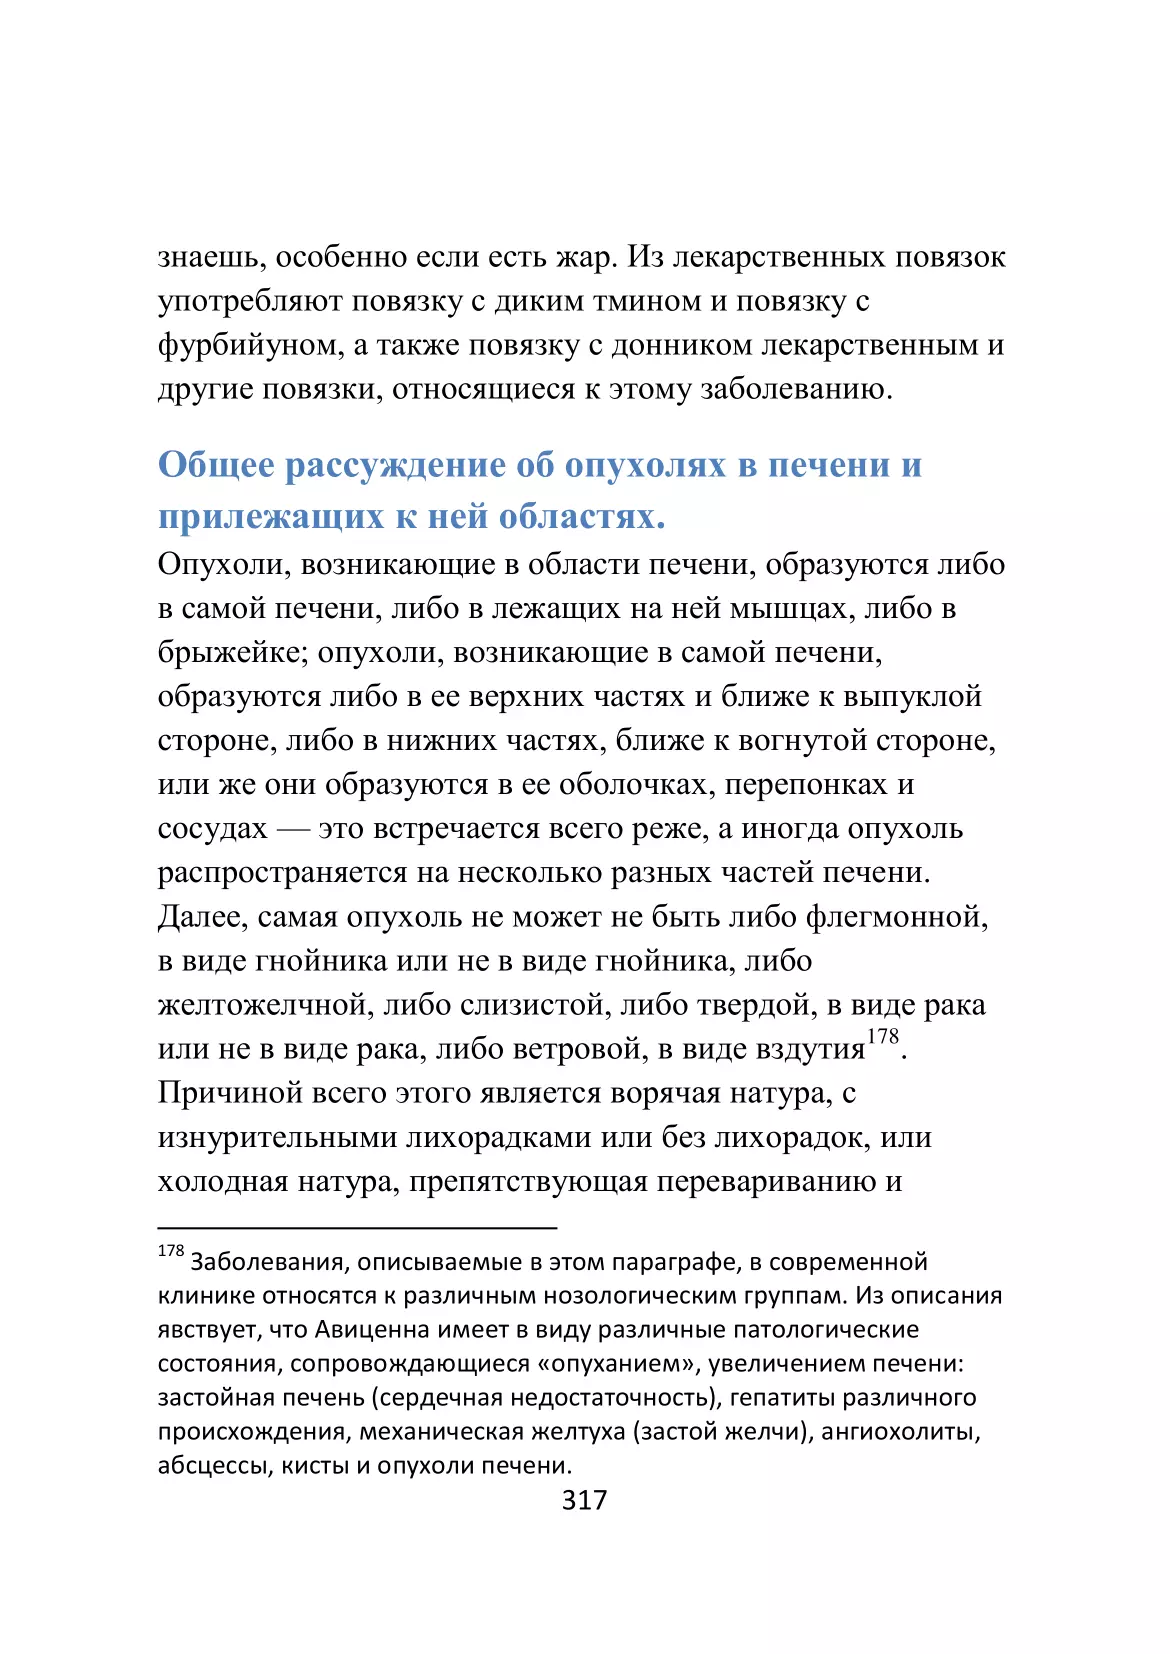 знаешь, особенно если есть жар. Из лекарственных повязок
употребляют повязку с диким тмином и повязку с
фурбийуном, а также повязку с донником лекарственным и
другие повязки, относящиеся к этому заболеванию.
Общее рассуждение об опухолях в печени и
прилежащих к ней областях.
Опухоли, возникающие в области печени, образуются либо
в самой печени, либо в лежащих на ней мышцах, либо в
брыжейке; опухоли, возникающие в самой печени,
образуются либо в ее верхних частях и ближе к выпуклой
стороне, либо в нижних частях, ближе к вогнутой стороне,
или же они образуются в ее оболочках, перепонках и
сосудах — это встречается всего реже, а иногда опухоль
распространяется на несколько разных частей печени.
Далее, самая опухоль не может не быть либо флегмонной,
в виде гнойника или не в виде гнойника, либо
желтожелчной, либо слизистой, либо твердой, в виде рака
или не в виде рака, либо ветровой, в виде вздутия178.
Причиной всего этого является ворячая натура, с
изнурительными лихорадками или без лихорадок, или
холодная натура, препятствующая перевариванию и
178 Заболевания, описываемые в этом параграфе, в современной
клинике относятся к различным нозологическим группам. Из описания
явствует, что Авиценна имеет в виду различные патологические
состояния, сопровождающиеся «опуханием», увеличением печени:
застойная печень (сердечная недостаточность), гепатиты различного
происхождения, механическая желтуха (застой желчи), ангиохолиты,
абсцессы, кисты и опухоли печени.
317